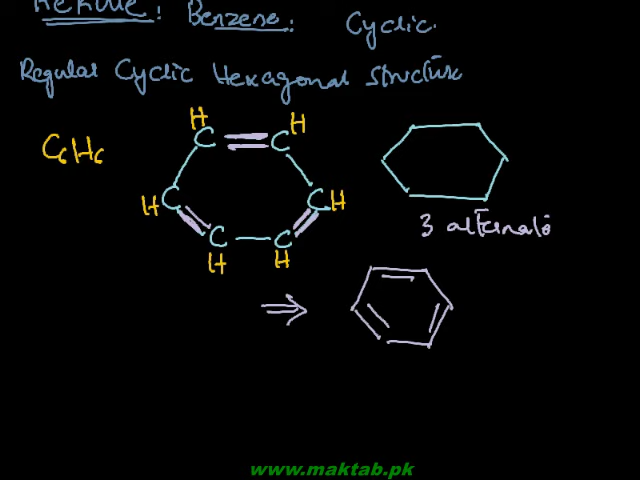 Benzene: Cyclic.
Regular Cyclic Hexagonal Structure
C6H6
H H
C C
H C C H
C C
H H
3 alternate
www.maktab.pk